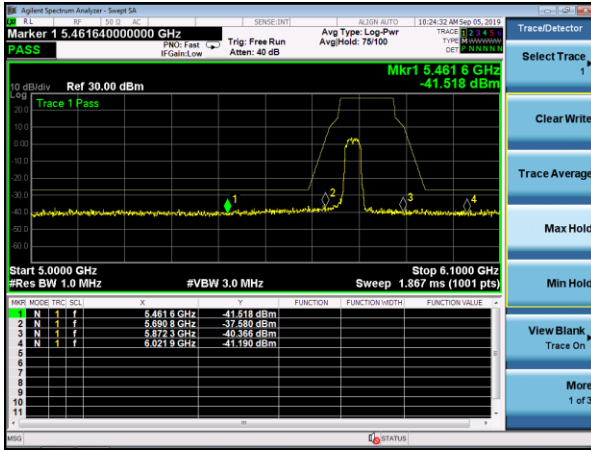 Agilent Spectrum Analyzer - Swept SA
RL RF 50 Ω AC SENSE:INT ALIGN AUTO 10:24:32 AM Sep 05, 2019
Marker 1 5.461640000000 GHz
PASS
PNO: Fast
IFGain:Low
Trig: Free Run
Atten: 40 dB
Avg Type: Log-Pwr
Avg|Hold: 75/100
TRACE 1 2 3 4 5 6
TYPE M W W W W W
DET P N N N N N
Mkr1 5.461 6 GHz
-41.518 dBm
10 dB/div Ref 30.00 dBm
Log
Trace 1 Pass
20.0
10.0
0.00
-10.0
-20.0
-30.0
-40.0
-50.0
-60.0
1
2
3
4
Start 5.0000 GHz
Stop 6.1000 GHz
#Res BW 1.0 MHz
#VBW 3.0 MHz
Sweep 1.867 ms (1001 pts)
MKR MODE TRC SCL X Y FUNCTION FUNCTION WIDTH FUNCTION VALUE
1 N 1 f 5.461 6 GHz -41.518 dBm
2 N 1 f 5.690 8 GHz -37.580 dBm
3 N 1 f 5.872 3 GHz -40.366 dBm
4 N 1 f 6.021 9 GHz -41.190 dBm
5
6
7
8
9
10
11
MSG
STATUS
Trace/Detector
Select Trace
1
Clear Write
Trace Average
Max Hold
Min Hold
View Blank
Trace On
More
1 of 3